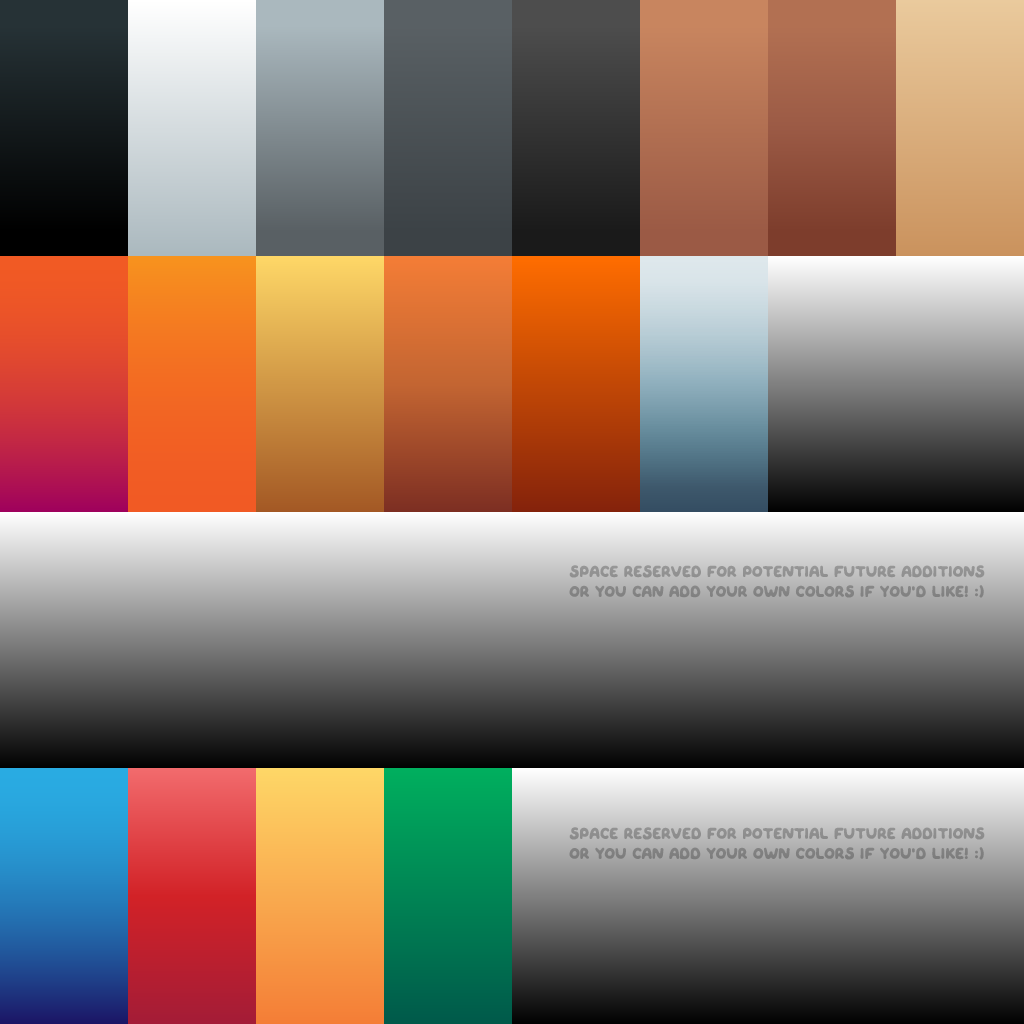 SPACE RESERVED FOR POTENTIAL FUTURE ADDITIONS
OR YOU CAN ADD YOUR OWN COLORS IF YOU'D LIKE! :)
SPACE RESERVED FOR POTENTIAL FUTURE ADDITIONS
OR YOU CAN ADD YOUR OWN COLORS IF YOU'D LIKE! :)